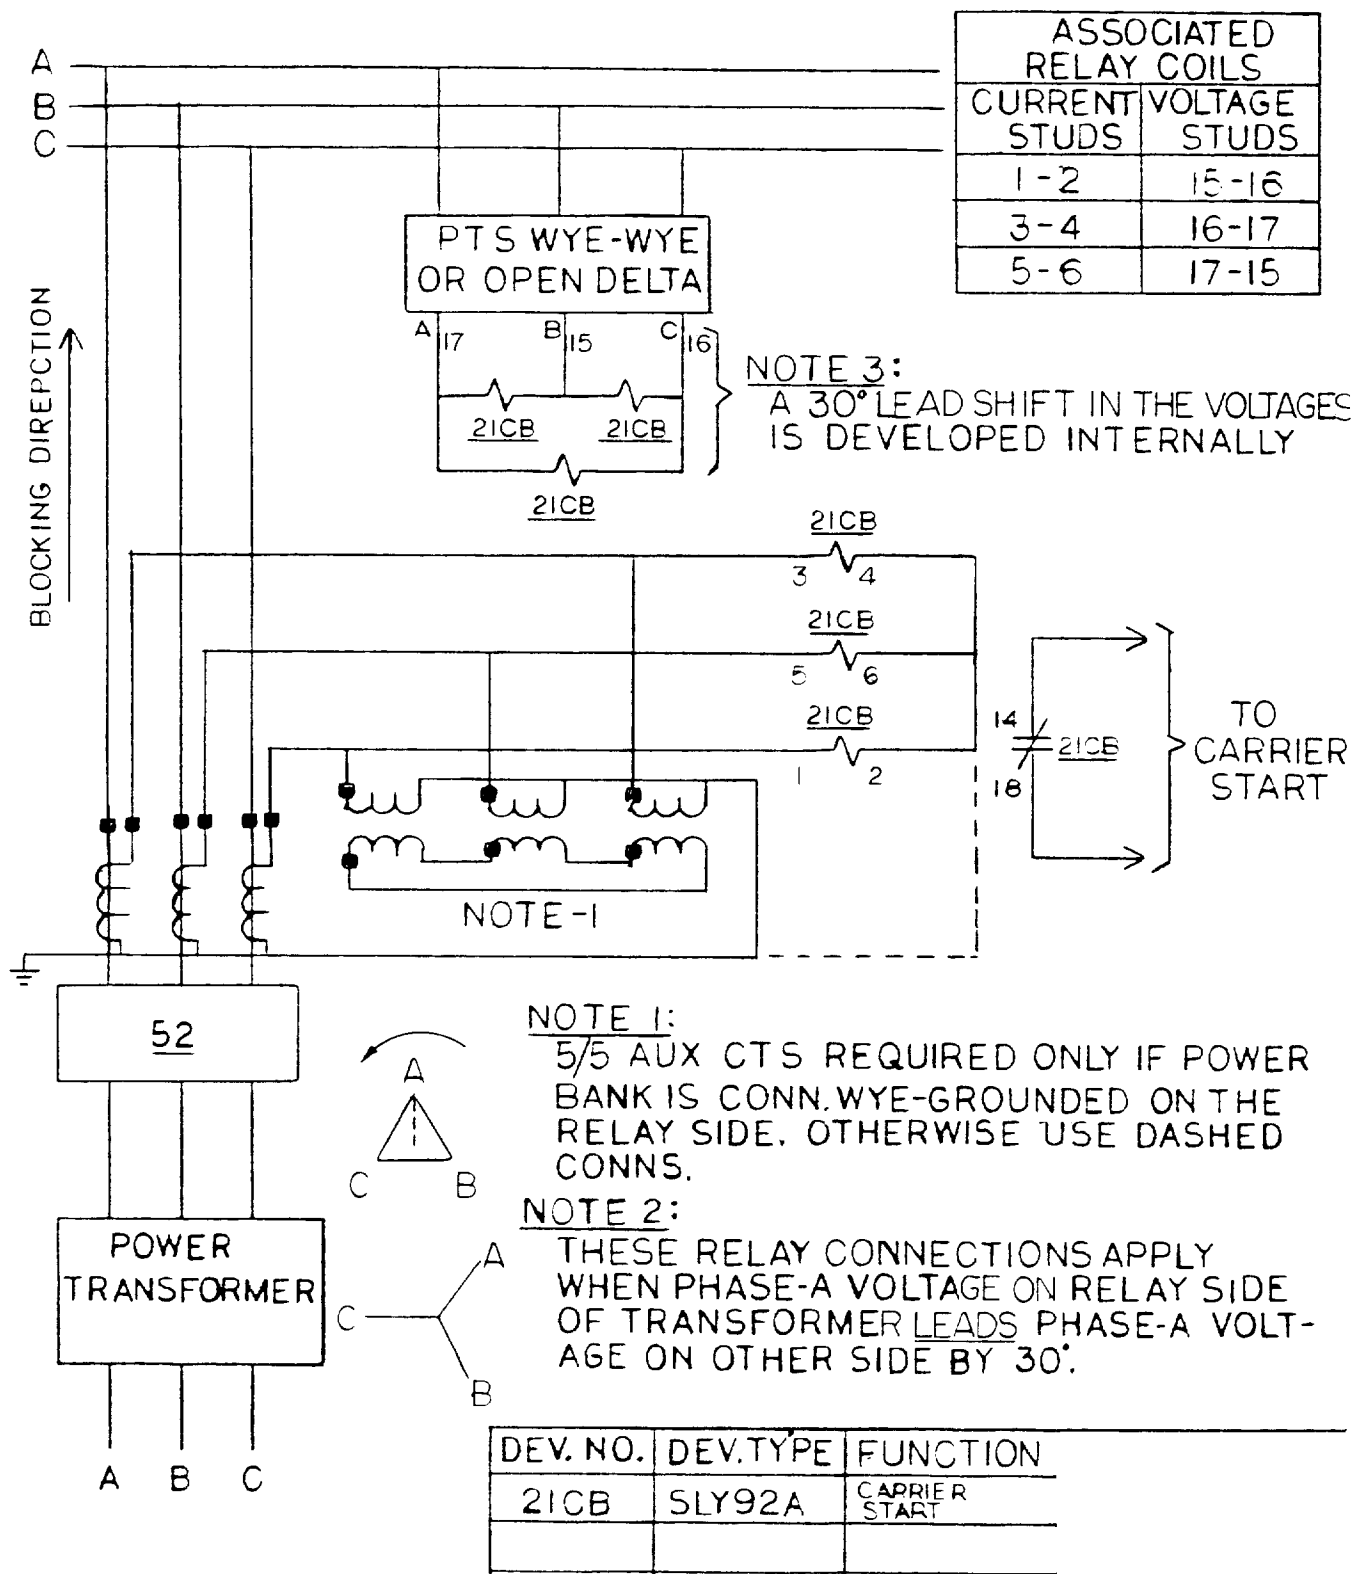 ASSOCIATED
RELAY COILS
CURRENT STUDS
VOLTAGE STUDS
1-2 15-16
3-4 16-17
5-6 17-15
A
B
C
PTS WYE-WYE
OR OPEN DELTA
A 17 B 15 C 16
21CB 21CB
21CB
NOTE 3:
A 30° LEAD SHIFT IN THE VOLTAGES
IS DEVELOPED INTERNALLY
BLOCKING DIREPCTION
21CB
3 4
21CB
5 6
21CB
1 2
14
21CB
18
TO
CARRIER
START
NOTE-1
52
A
C B
NOTE 1:
5/5 AUX CTS REQUIRED ONLY IF POWER
BANK IS CONN. WYE-GROUNDED ON THE
RELAY SIDE. OTHERWISE USE DASHED
CONNS.
NOTE 2:
THESE RELAY CONNECTIONS APPLY
WHEN PHASE-A VOLTAGE ON RELAY SIDE
OF TRANSFORMER LEADS PHASE-A VOLT-
AGE ON OTHER SIDE BY 30°.
POWER
TRANSFORMER
A
C
B
A B C
DEV. NO. DEV. TYPE FUNCTION
21CB SLY92A CARRIER
START